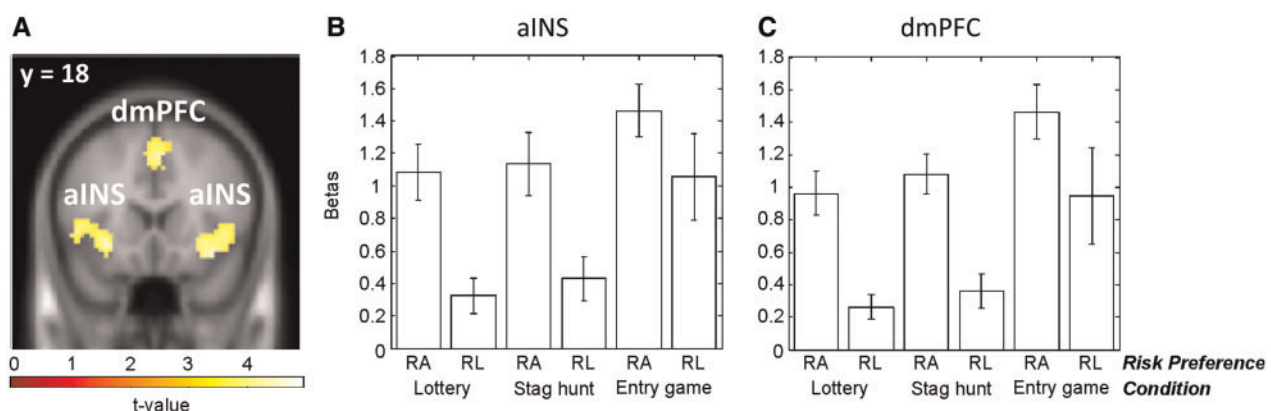 A
y = 18
dmPFC
aINS aINS
0 1 2 3 4
t-value
B
aINS
1.8
1.6
1.4
1.2
1
0.8
0.6
0.4
0.2
0
Betas
RA RL RA RL RA RL
Lottery Stag hunt Entry game
C
dmPFC
1.8
1.6
1.4
1.2
1
0.8
0.6
0.4
0.2
0
RA RL RA RL RA RL Risk Preference
Lottery Stag hunt Entry game Condition